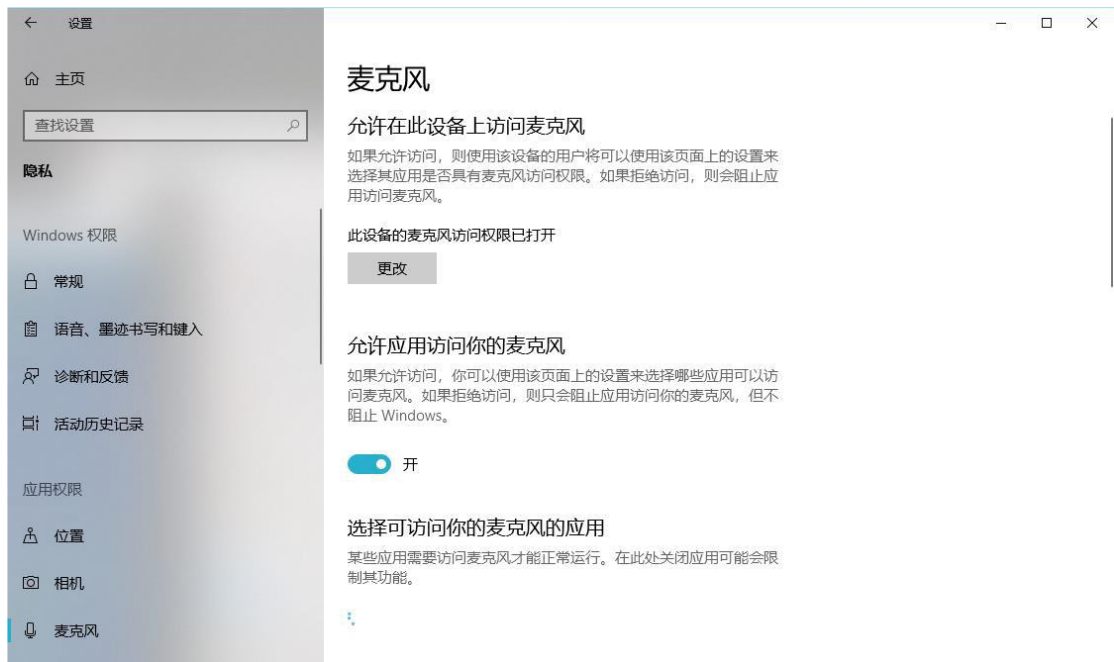 设置
主页
查找设置
隐私
Windows 权限
常规
语音、墨迹书写和键入
诊断和反馈
活动历史记录
应用权限
位置
相机
麦克风
麦克风
允许在此设备上访问麦克风
如果允许访问，则使用该设备的用户将可以使用该页面上的设置来
选择其应用是否具有麦克风访问权限。如果拒绝访问，则会阻止应
用访问麦克风。
此设备的麦克风访问权限已打开
更改
允许应用访问你的麦克风
如果允许访问，你可以使用该页面上的设置来选择哪些应用可以访
问麦克风。如果拒绝访问，则只会阻止应用访问你的麦克风，但不
阻止 Windows。
开
选择可访问你的麦克风的应用
某些应用需要访问麦克风才能正常运行。在此处关闭应用可能会限
制其功能。